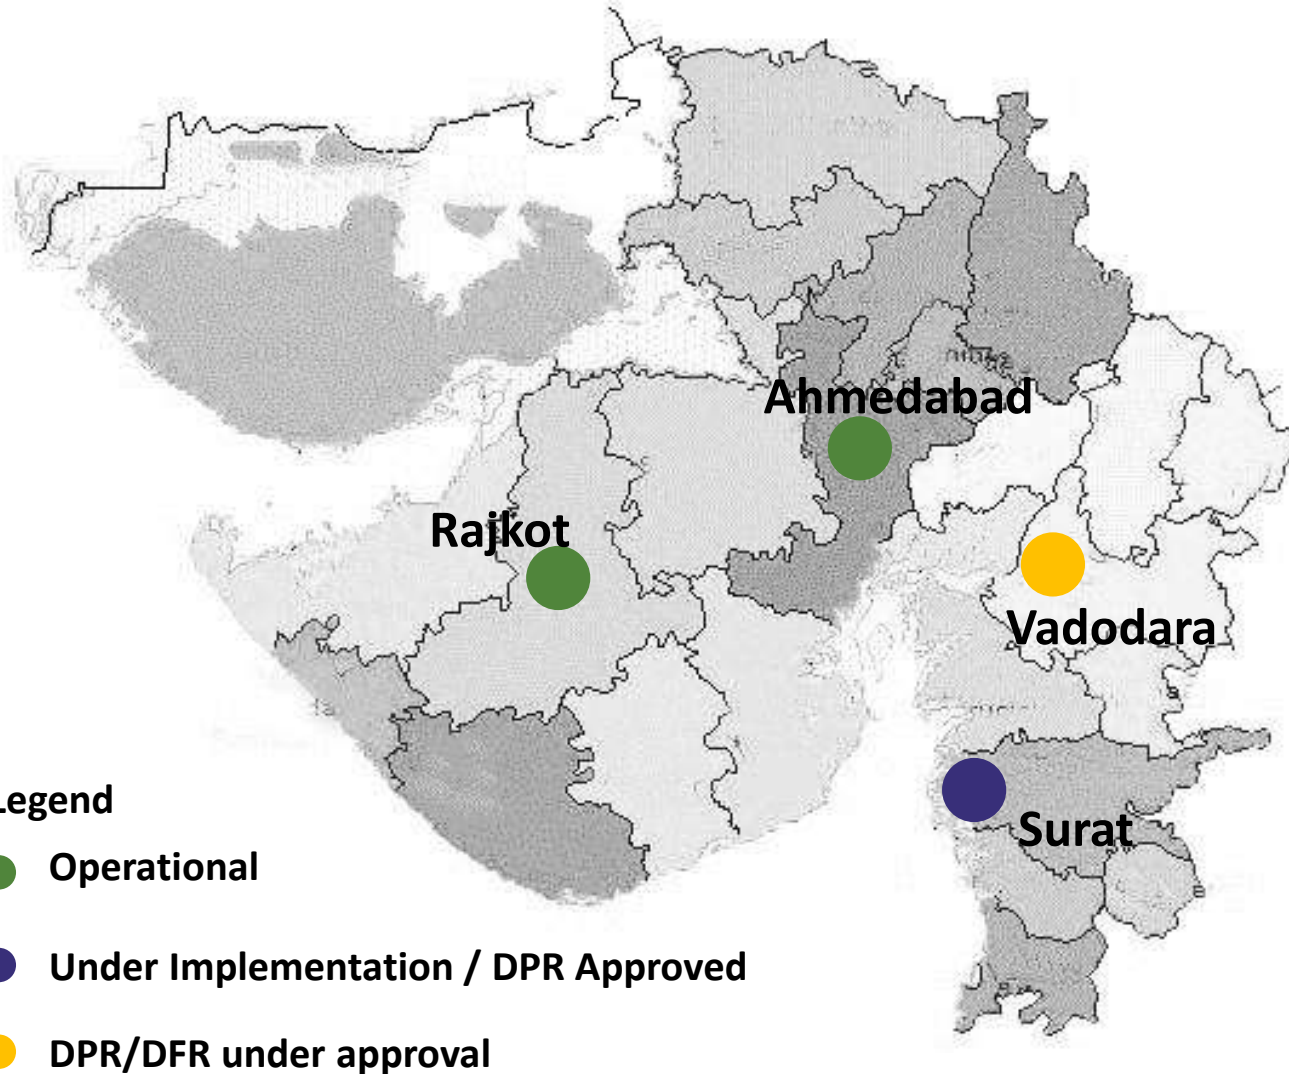 Ahmedabad
Rajkot
Vadodara
Surat
Legend
Operational
Under Implementation / DPR Approved
DPR/DFR under approval